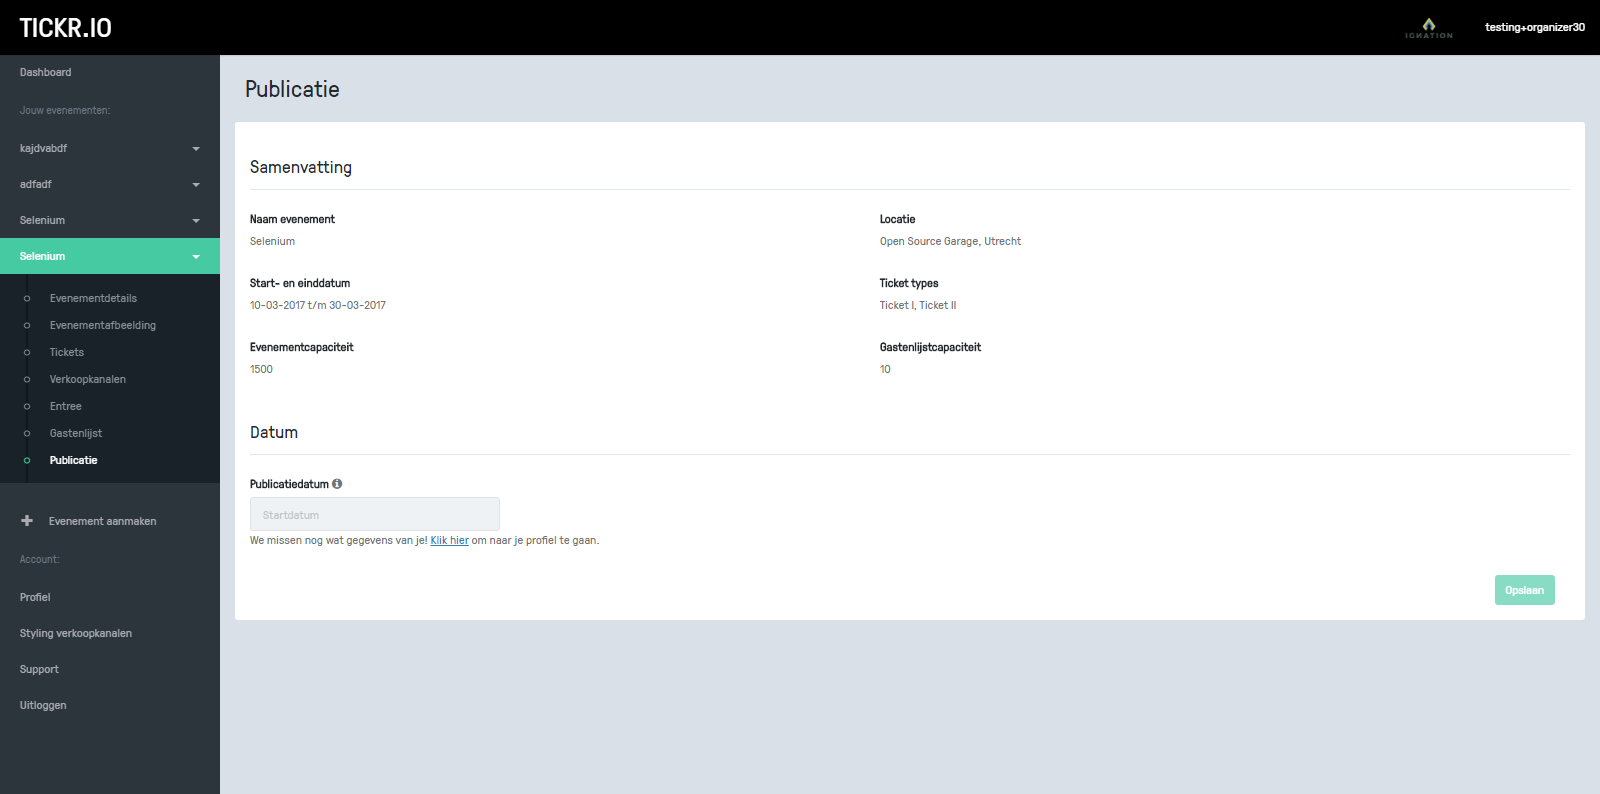 TICKR.IO
IGNATION
testing+organizer30
Dashboard
Jouw evenementen:
kajdvabdf
adfadf
Selenium
Selenium
Evenementdetails
Evenementafbeelding
Tickets
Verkoopkanalen
Entree
Gastenlijst
Publicatie
Evenement aanmaken
Account:
Profiel
Styling verkoopkanalen
Support
Uitloggen
Publicatie
Samenvatting
Naam evenement
Selenium
Locatie
Open Source Garage, Utrecht
Start- en einddatum
10-03-2017 t/m 30-03-2017
Ticket types
Ticket I, Ticket II
Evenementcapaciteit
1500
Gastenlijstcapaciteit
10
Datum
Publicatiedatum
Startdatum
We missen nog wat gegevens van je! Klik hier om naar je profiel te gaan.
Opslaan